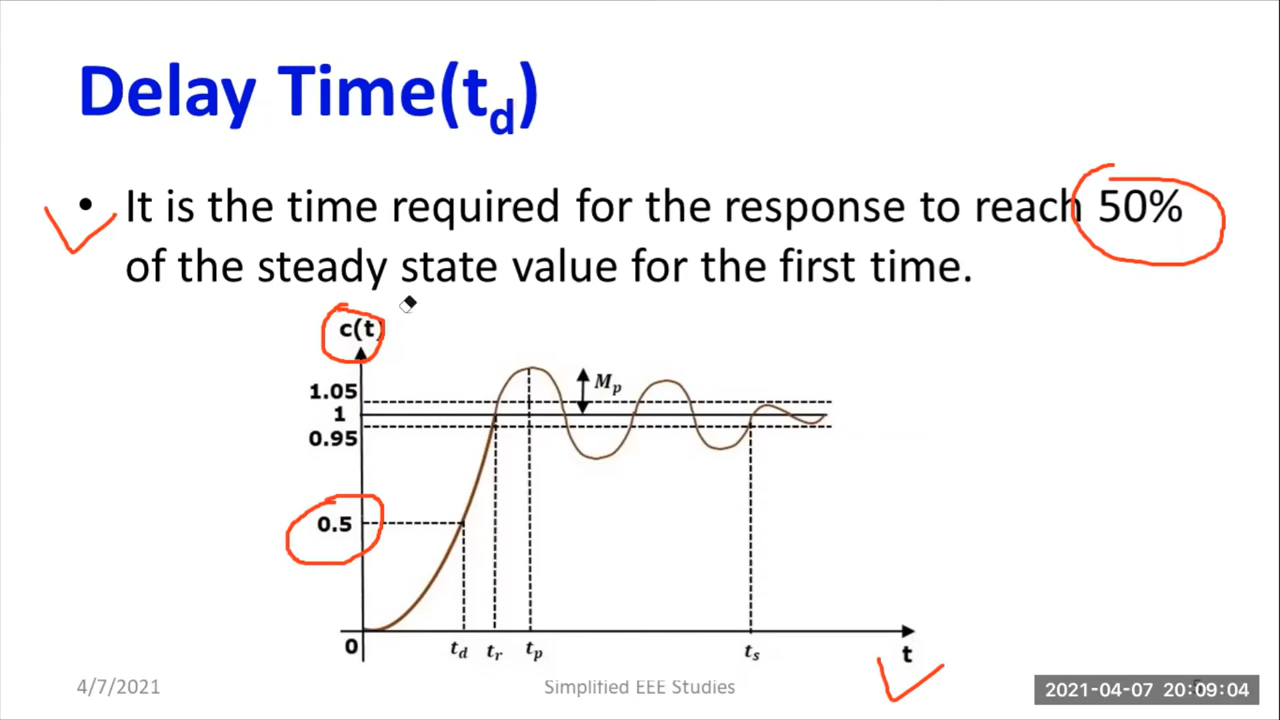 Delay Time(td)
• It is the time required for the response to reach 50%
of the steady state value for the first time.
c(t)
1.05
1
0.95
0.5
0
Mp
td tr tp ts t
4/7/2021 Simplified EEE Studies
2021-04-07 20:09:04